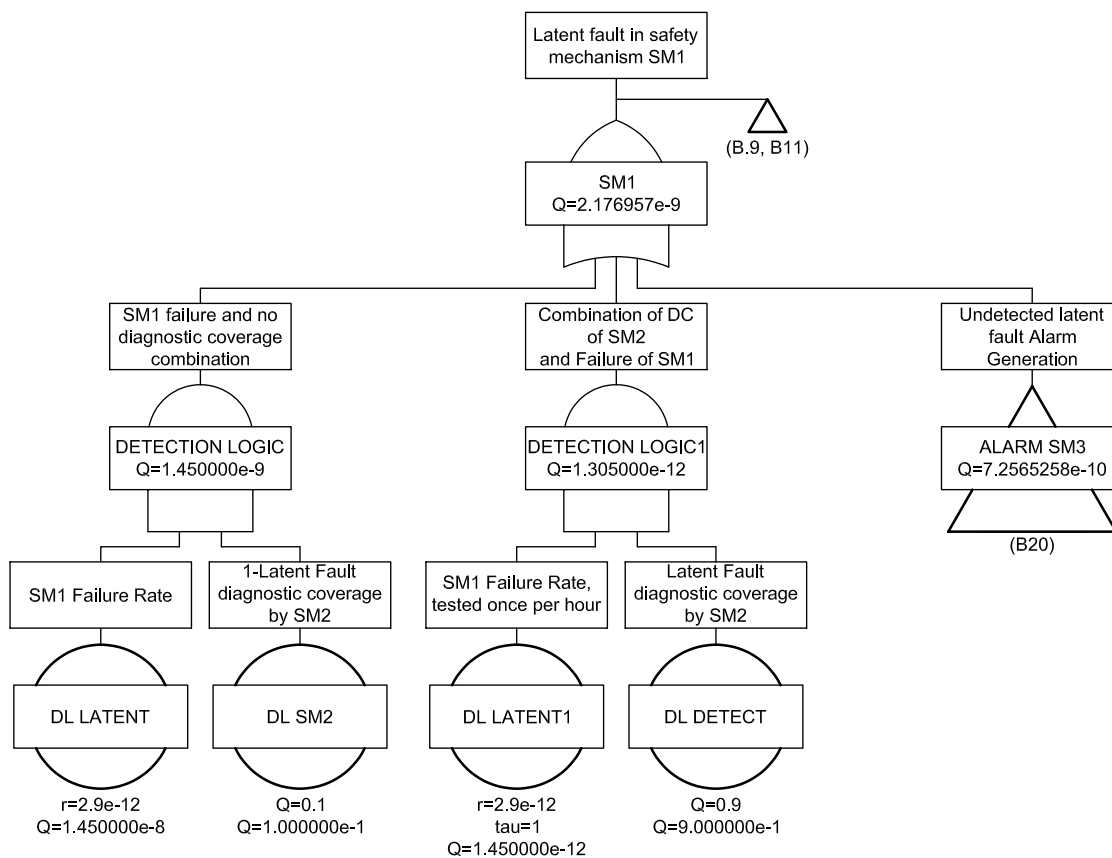 Latent fault in safety
mechanism SM1
(B.9, B11)
SM1
Q=2.176957e-9
SM1 failure and no
diagnostic coverage
combination
Combination of DC
of SM2
and Failure of SM1
Undetected latent
fault Alarm
Generation
DETECTION LOGIC
Q=1.450000e-9
DETECTION LOGIC1
Q=1.305000e-12
ALARM SM3
Q=7.2565258e-10
(B20)
SM1 Failure Rate
1-Latent Fault
diagnostic coverage
by SM2
SM1 Failure Rate,
tested once per hour
Latent Fault
diagnostic coverage
by SM2
DL LATENT
DL SM2
DL LATENT1
DL DETECT
r=2.9e-12
Q=1.450000e-8
Q=0.1
Q=1.000000e-1
r=2.9e-12
tau=1
Q=1.450000e-12
Q=0.9
Q=9.000000e-1